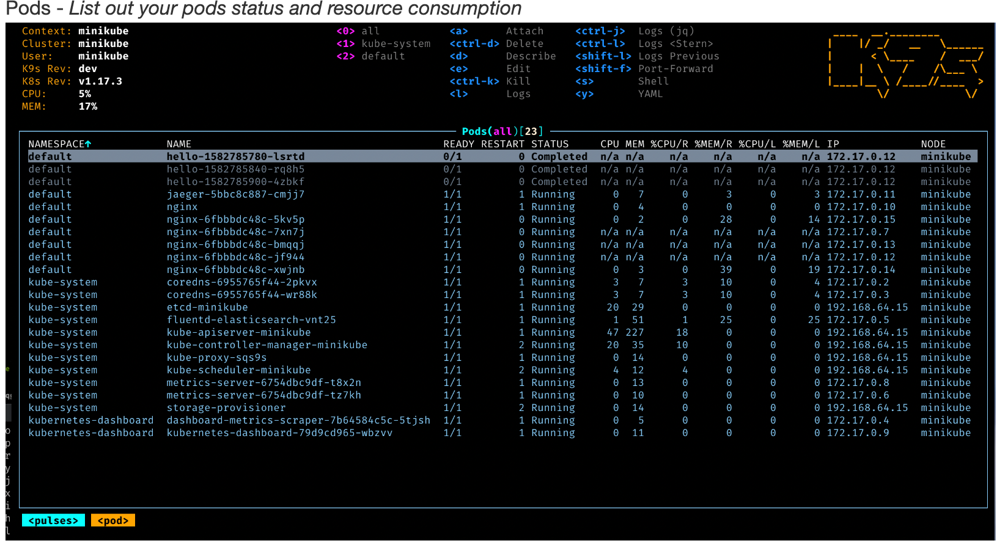 Pods - List out your pods status and resource consumption
Context: minikube <0> all <a> Attach <ctrl-j> Logs (jq)
Cluster: minikube <1> kube-system <ctrl-d> Delete <ctrl-l> Logs <Stern>
User: minikube <2> default <d> Describe <shift-l> Logs Previous
K9s Rev: dev <e> Edit <shift-f> Port-Forward
K8s Rev: v1.17.3 <ctrl-k> Kill <s> Shell
CPU: 5% <l> Logs <y> YAML
MEM: 17%
Pods(all)[23]
NAMESPACE↑ NAME READY RESTART STATUS CPU MEM %CPU/R %MEM/R %CPU/L %MEM/L IP NODE
default hello-1582785780-lsrtd 0/1 0 Completed n/a n/a n/a n/a n/a n/a 172.17.0.12 minikube
default hello-1582785840-rq8h5 0/1 0 Completed n/a n/a n/a n/a n/a n/a 172.17.0.12 minikube
default hello-1582785900-4zbkf 0/1 0 Completed n/a n/a n/a n/a n/a n/a 172.17.0.12 minikube
default jaeger-5bbc8c887-cmjj7 1/1 1 Running 0 7 0 3 0 3 172.17.0.11 minikube
default nginx 1/1 1 Running 0 4 0 0 0 0 172.17.0.10 minikube
default nginx-6fbbbdc48c-5kv5p 1/1 0 Running 0 2 0 28 0 14 172.17.0.15 minikube
default nginx-6fbbbdc48c-7xn7j 1/1 0 Running n/a n/a n/a n/a n/a n/a 172.17.0.7 minikube
default nginx-6fbbbdc48c-bmqqj 1/1 0 Running n/a n/a n/a n/a n/a n/a 172.17.0.13 minikube
default nginx-6fbbbdc48c-jf944 1/1 0 Running n/a n/a n/a n/a n/a n/a 172.17.0.12 minikube
default nginx-6fbbbdc48c-xwjnb 1/1 0 Running 0 3 0 39 0 19 172.17.0.14 minikube
kube-system coredns-6955765f44-2pkvx 1/1 1 Running 3 7 3 10 0 4 172.17.0.2 minikube
kube-system coredns-6955765f44-wr88k 1/1 1 Running 3 7 3 10 0 4 172.17.0.3 minikube
kube-system etcd-minikube 1/1 1 Running 20 29 0 0 0 0 192.168.64.15 minikube
kube-system fluentd-elasticsearch-vnt25 1/1 1 Running 1 51 1 25 0 25 172.17.0.5 minikube
kube-system kube-apiserver-minikube 1/1 1 Running 47 227 18 0 0 0 192.168.64.15 minikube
kube-system kube-controller-manager-minikube 1/1 2 Running 20 35 10 0 0 0 192.168.64.15 minikube
kube-system kube-proxy-sqs9s 1/1 1 Running 0 14 0 0 0 0 192.168.64.15 minikube
kube-system kube-scheduler-minikube 1/1 2 Running 4 12 4 0 0 0 192.168.64.15 minikube
kube-system metrics-server-6754dbc9df-t8x2n 1/1 1 Running 0 13 0 0 0 0 172.17.0.8 minikube
kube-system metrics-server-6754dbc9df-tz7kh 1/1 1 Running 0 10 0 0 0 0 172.17.0.6 minikube
kube-system storage-provisioner 1/1 2 Running 0 14 0 0 0 0 192.168.64.15 minikube
kubernetes-dashboard dashboard-metrics-scraper-7b64584c5c-5tjsh 1/1 1 Running 0 5 0 0 0 0 172.17.0.4 minikube
kubernetes-dashboard kubernetes-dashboard-79d9cd965-wbzvv 1/1 1 Running 0 11 0 0 0 0 172.17.0.9 minikube
<pulses> <pod>